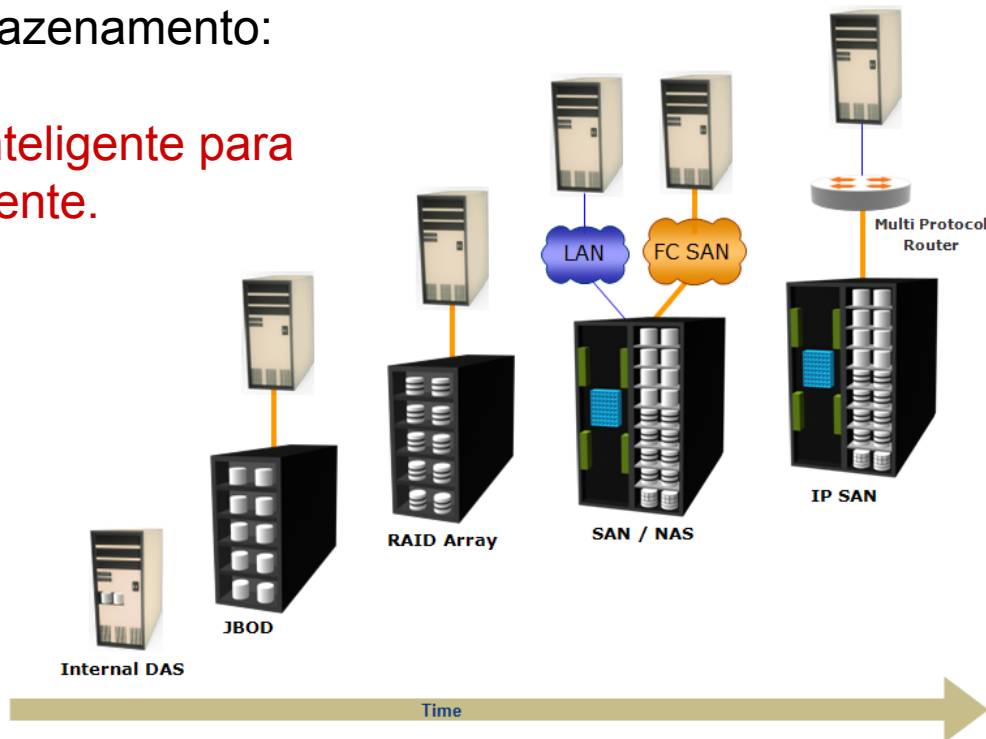 azenamento:
nteligente para
ente.
LAN
FC SAN
Multi Protocol
Router
IP SAN
SAN / NAS
RAID Array
JBOD
Internal DAS
Time